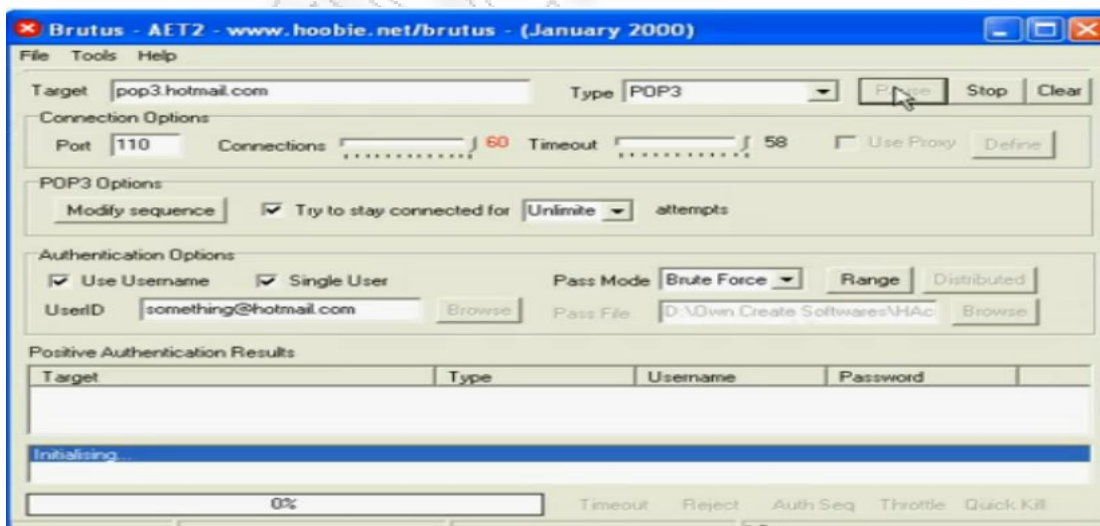 Brutus - AET2 - www.hoobie.net/brutus - (January 2000)
File Tools Help
Target pop3.hotmail.com Type POP3 Stop Clear
Connection Options
Port 110 Connections 60 Timeout 58 Use Proxy Define
POP3 Options
Modify sequence Try to stay connected for Unlimite attempts
Authentication Options
Use Username Single User Pass Mode Brute Force Range Distributed
UserID something@hotmail.com Browse Pass File D:\Own Create Softwares\HAc Browse
Positive Authentication Results
Target Type Username Password
Initialising...
0% Timeout Reject Auth Seq Throttle Quick Kill